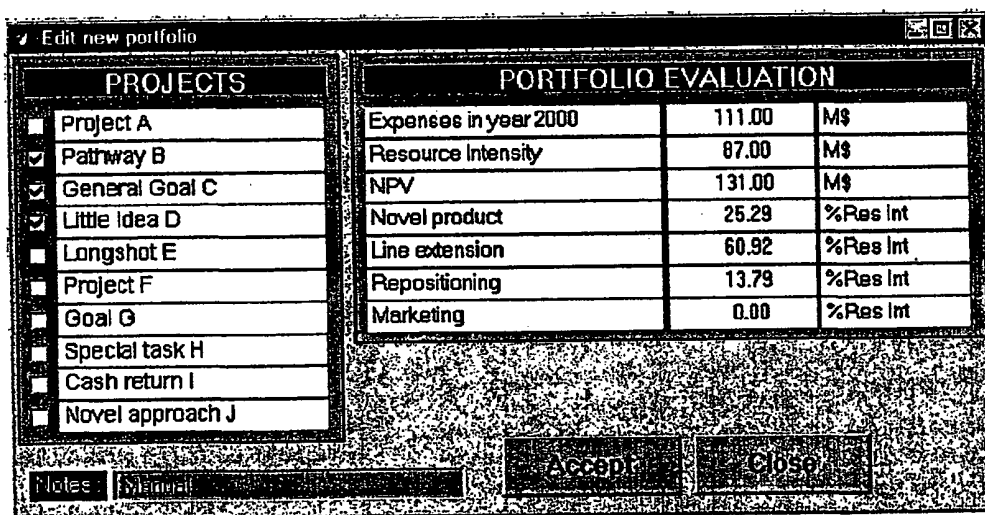 Edit new portfolio
PROJECTS
Project A
Pathway B
General Goal C
Little Idea D
Longshot E
Project F
Goal G
Special task H
Cash return I
Novel approach J
PORTFOLIO EVALUATION
Expenses in year 2000 111.00 M$
Resource Intensity 87.00 M$
NPV 131.00 M$
Novel product 25.29 %Res Int
Line extension 60.92 %Res Int
Repositioning 13.79 %Res Int
Marketing 0.00 %Res Int
Notes Manual
Accept Close